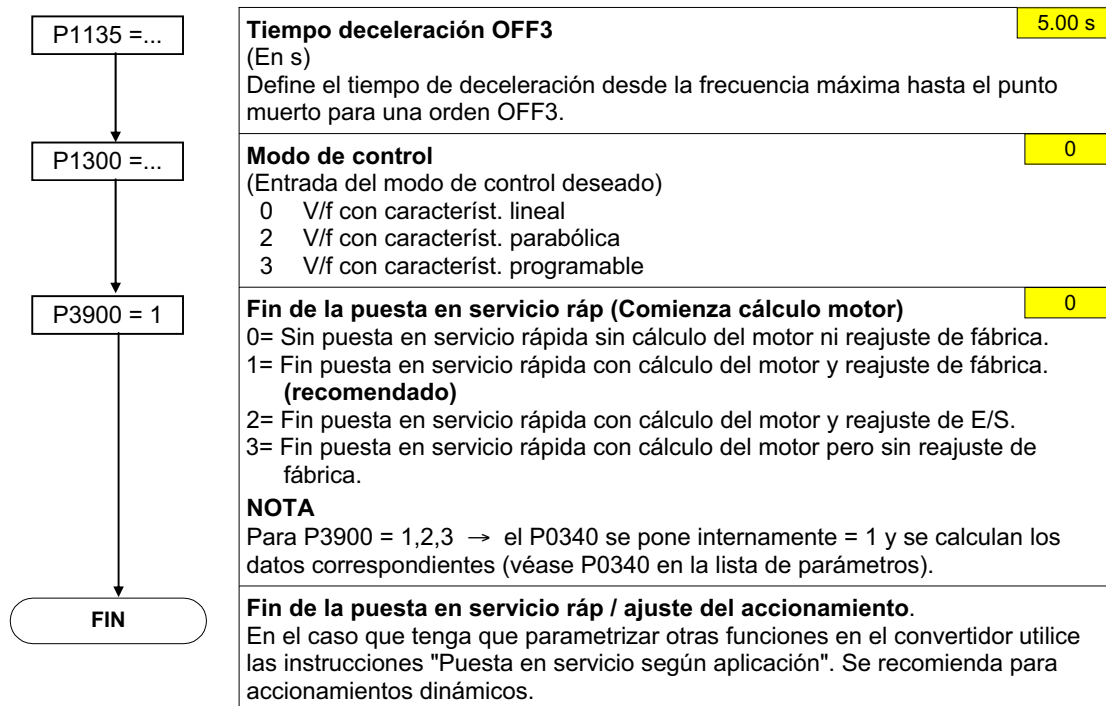 P1135 =...
Tiempo deceleración OFF3
5.00 s
(En s)
Define el tiempo de deceleración desde la frecuencia máxima hasta el punto
muerto para una orden OFF3.
P1300 =...
Modo de control
0
(Entrada del modo de control deseado)
0 V/f con característ. lineal
2 V/f con característ. parabólica
3 V/f con característ. programable
P3900 = 1
Fin de la puesta en servicio ráp (Comienza cálculo motor)
0
0= Sin puesta en servicio rápida sin cálculo del motor ni reajuste de fábrica.
1= Fin puesta en servicio rápida con cálculo del motor y reajuste de fábrica.
(recomendado)
2= Fin puesta en servicio rápida con cálculo del motor y reajuste de E/S.
3= Fin puesta en servicio rápida con cálculo del motor pero sin reajuste de
fábrica.
NOTA
Para P3900 = 1,2,3 → el P0340 se pone internamente = 1 y se calculan los
datos correspondientes (véase P0340 en la lista de parámetros).
FIN
Fin de la puesta en servicio ráp / ajuste del accionamiento.
En el caso que tenga que parametrizar otras funciones en el convertidor utilice
las instrucciones "Puesta en servicio según aplicación". Se recomienda para
accionamientos dinámicos.